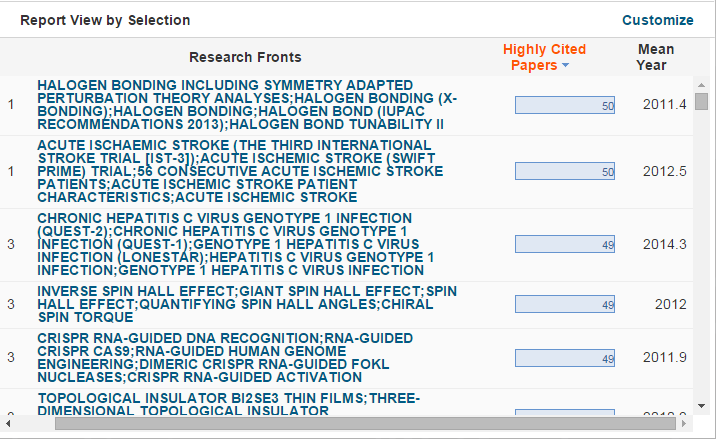 Report View by Selection
Customize
Research Fronts
Highly Cited
Papers
Mean
Year
1
HALOGEN BONDING INCLUDING SYMMETRY ADAPTED
PERTURBATION THEORY ANALYSES;HALOGEN BONDING (X-
BONDING);HALOGEN BONDING;HALOGEN BOND (IUPAC
RECOMMENDATIONS 2013);HALOGEN BOND TUNABILITY II
50
2011.4
1
ACUTE ISCHAEMIC STROKE (THE THIRD INTERNATIONAL
STROKE TRIAL [IST-3]);ACUTE ISCHEMIC STROKE (SWIFT
PRIME) TRIAL;56 CONSECUTIVE ACUTE ISCHEMIC STROKE
PATIENTS;ACUTE ISCHEMIC STROKE PATIENT
CHARACTERISTICS;ACUTE ISCHEMIC STROKE
50
2012.5
3
CHRONIC HEPATITIS C VIRUS GENOTYPE 1 INFECTION
(QUEST-2);CHRONIC HEPATITIS C VIRUS GENOTYPE 1
INFECTION (QUEST-1);GENOTYPE 1 HEPATITIS C VIRUS
INFECTION (LONESTAR);HEPATITIS C VIRUS GENOTYPE 1
INFECTION;GENOTYPE 1 HEPATITIS C VIRUS INFECTION
49
2014.3
3
INVERSE SPIN HALL EFFECT;GIANT SPIN HALL EFFECT;SPIN
HALL EFFECT;QUANTIFYING SPIN HALL ANGLES;CHIRAL
SPIN TORQUE
49
2012
3
CRISPR RNA-GUIDED DNA RECOGNITION;RNA-GUIDED
CRISPR CAS9;RNA-GUIDED HUMAN GENOME
ENGINEERING;DIMERIC CRISPR RNA-GUIDED FOKL
NUCLEASES;CRISPR RNA-GUIDED ACTIVATION
49
2011.9
TOPOLOGICAL INSULATOR BI2SE3 THIN FILMS;THREE-
DIMENSIONAL TOPOLOGICAL INSULATOR